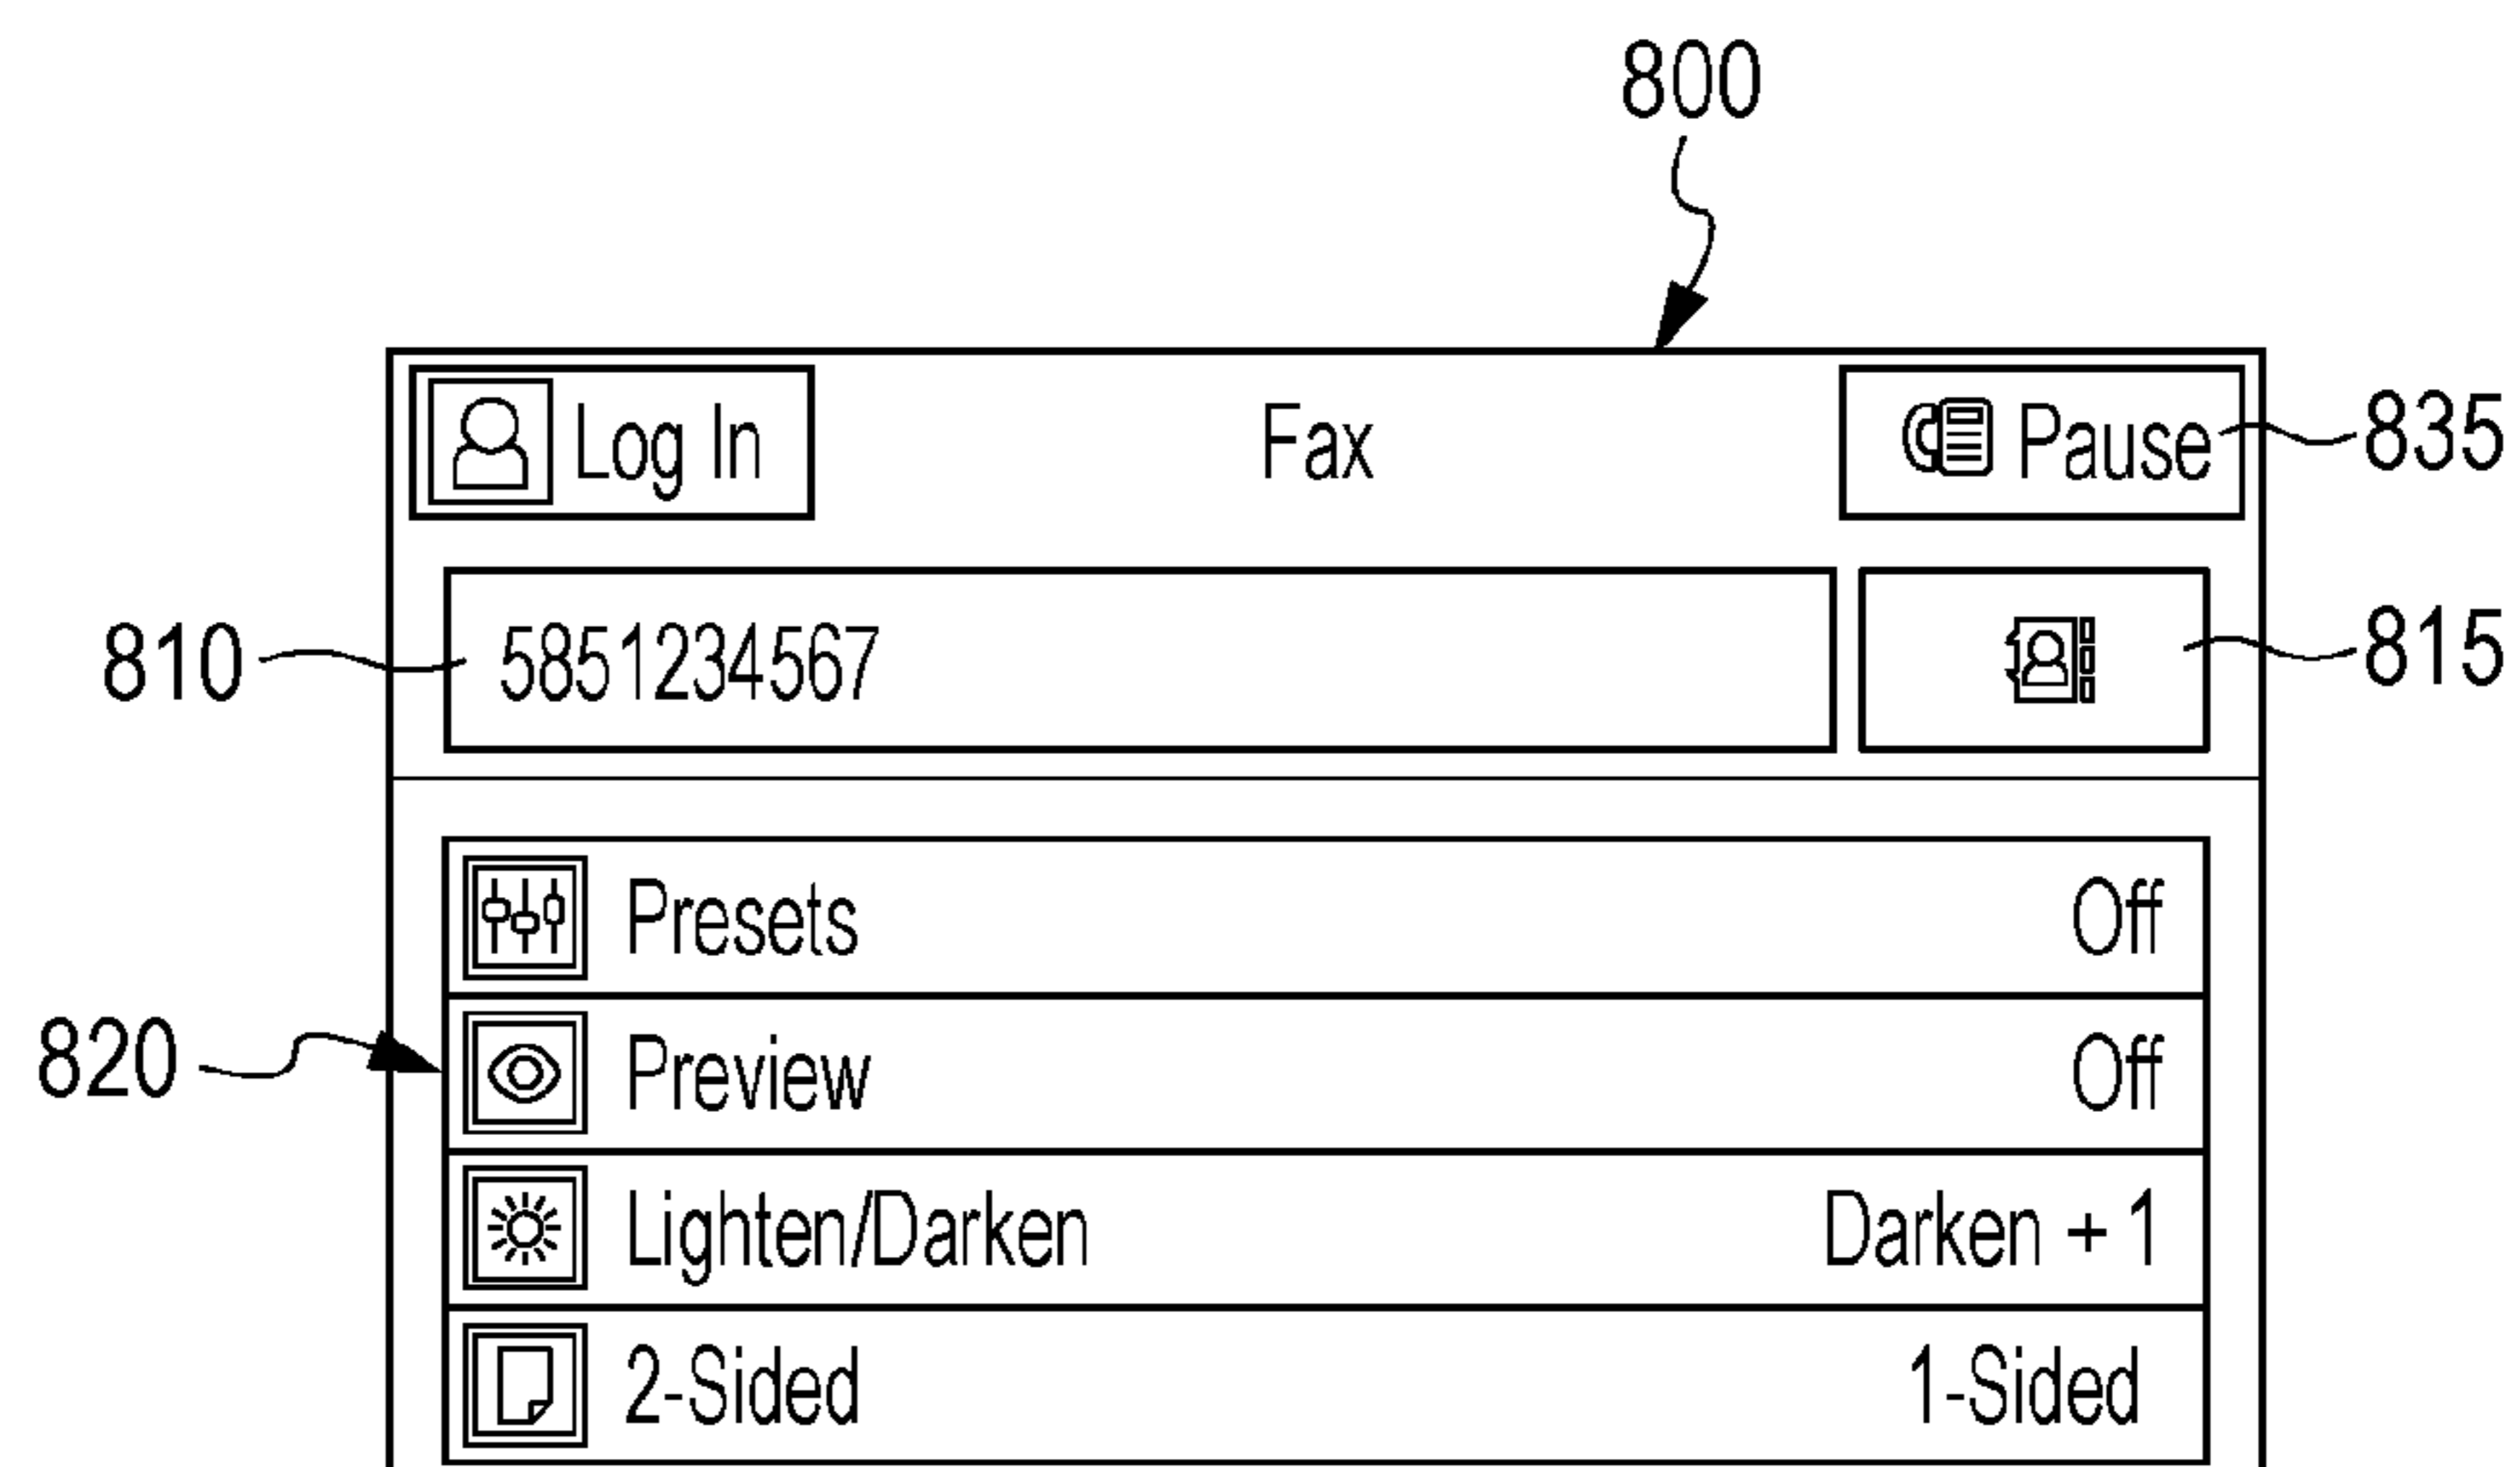 800
Log In Fax Pause 835
810 5851234567 815
Presets Off
820 Preview Off
Lighten/Darken Darken + 1
2-Sided 1-Sided